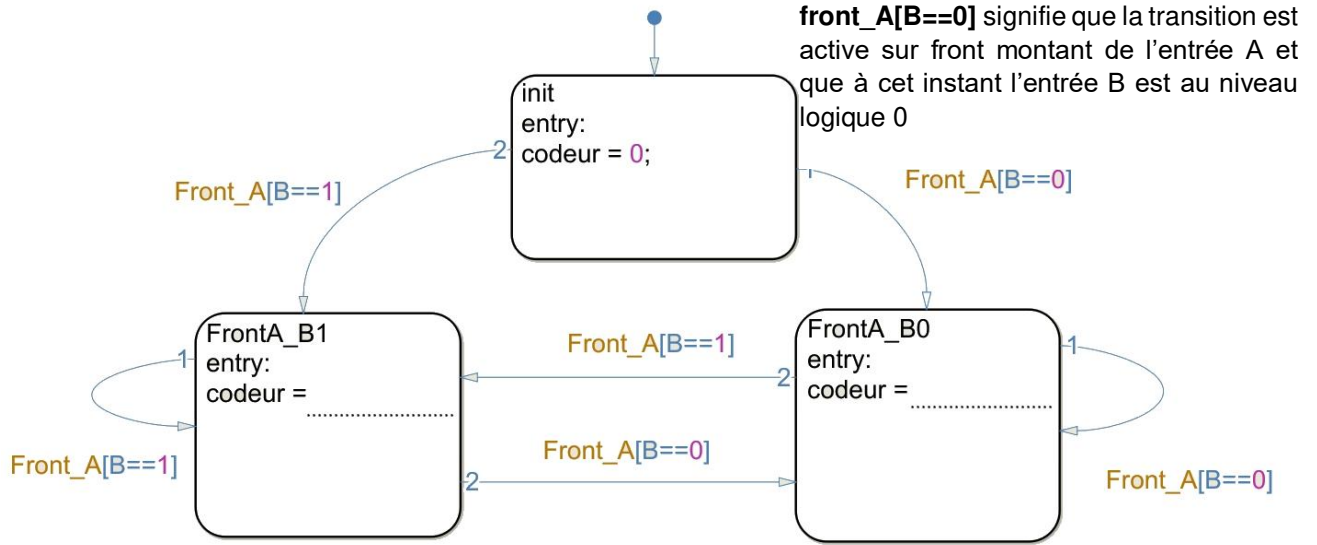 front_A[B==0] signifie que la transition est
active sur front montant de l’entrée A et
que à cet instant l’entrée B est au niveau
logique 0
init
entry:
codeur = 0;
2
1
Front_A[B==1]
Front_A[B==0]
FrontA_B1
entry:
codeur = ........................
1
2
Front_A[B==1]
Front_A[B==1]
Front_A[B==0]
FrontA_B0
entry:
codeur = ........................
2
1
Front_A[B==0]